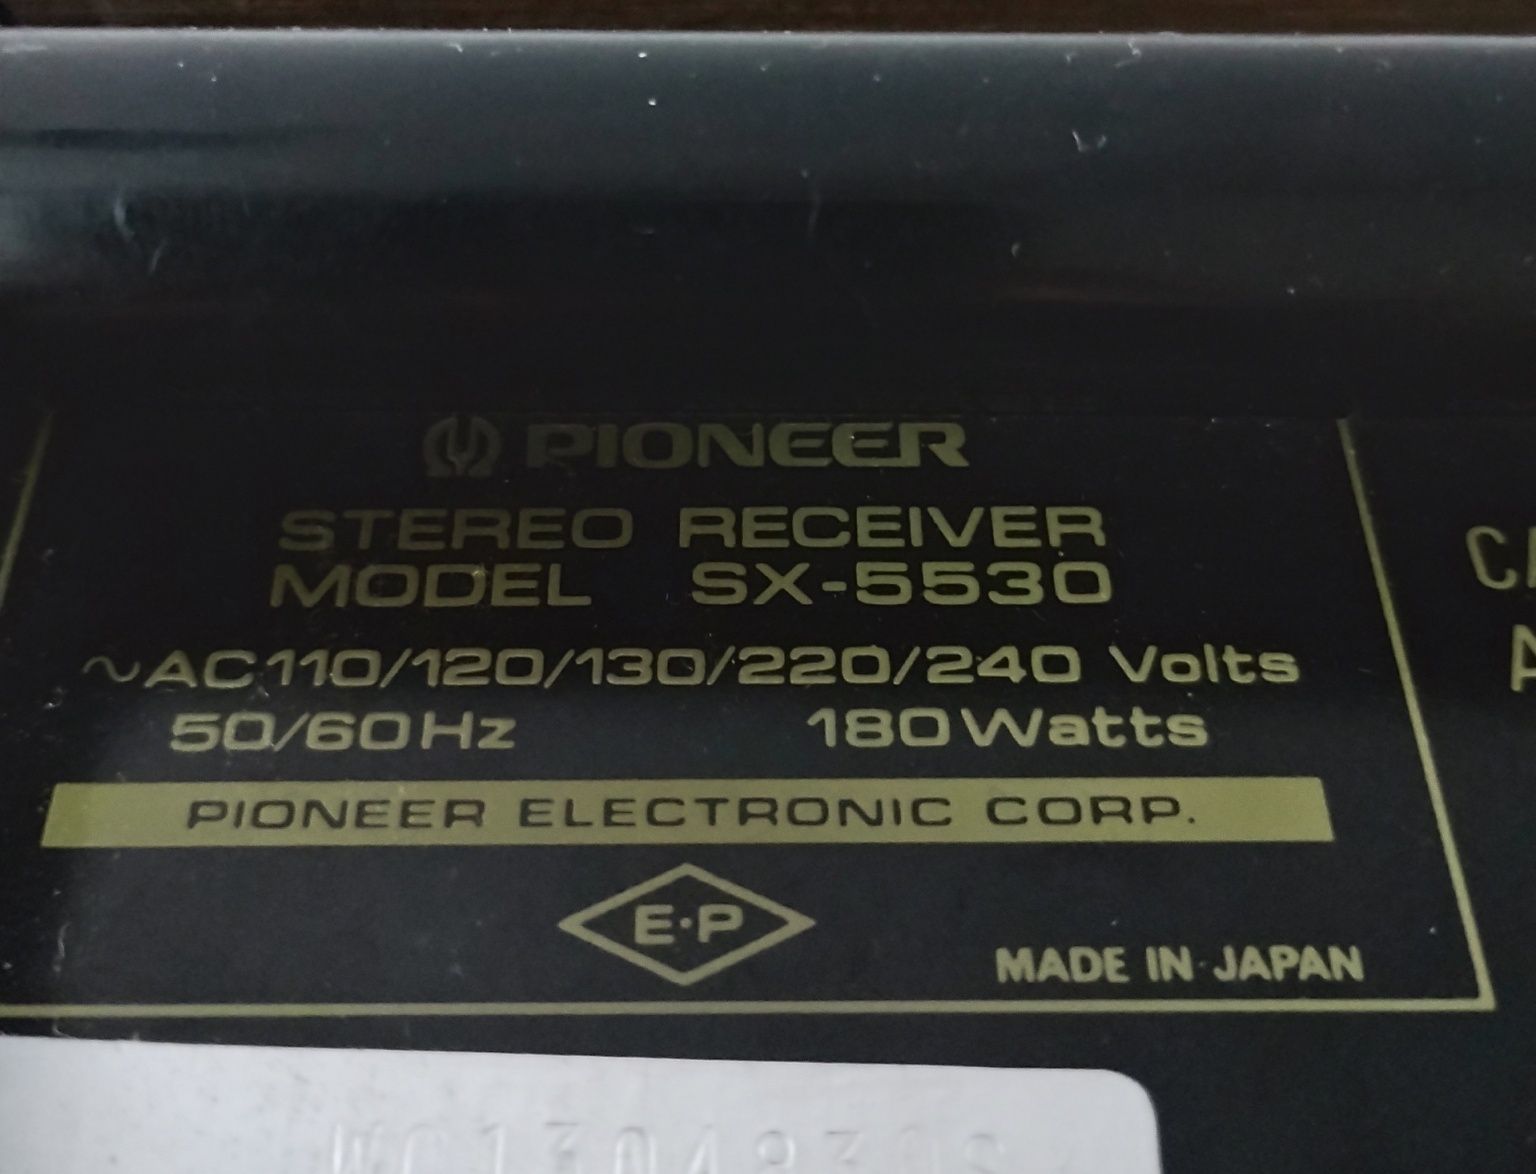 PIONEER
STEREO RECEIVER
MODEL SX-5530
~AC110/120/130/220/240 Volts
50/60Hz 180Watts
PIONEER ELECTRONIC CORP.
E·P
MADE IN JAPAN